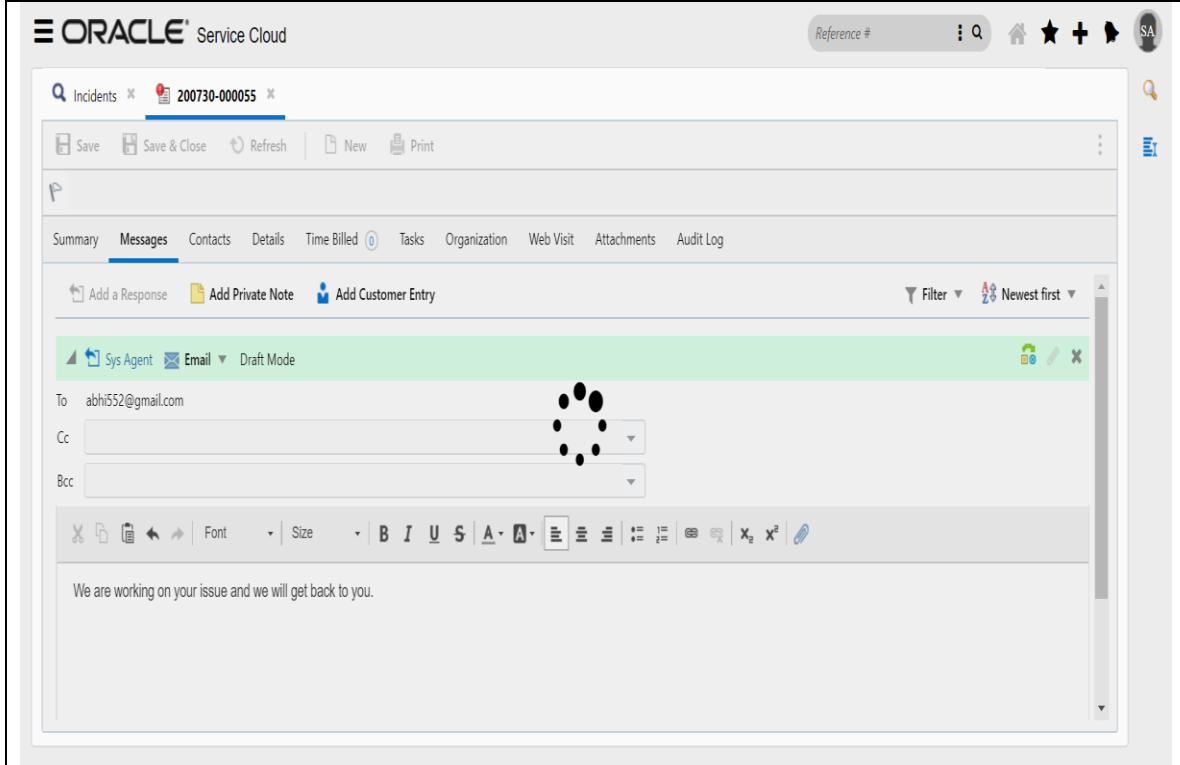 ORACLE Service Cloud Reference # SA
Incidents 200730-000055
Save Save & Close Refresh New Print
Summary Messages Contacts Details Time Billed 0 Tasks Organization Web Visit Attachments Audit Log
Add a Response Add Private Note Add Customer Entry Filter Newest first
Sys Agent Email Draft Mode
To abhi552@gmail.com
Cc
Bcc
Font Size B I U S A A X₂ X²
We are working on your issue and we will get back to you.